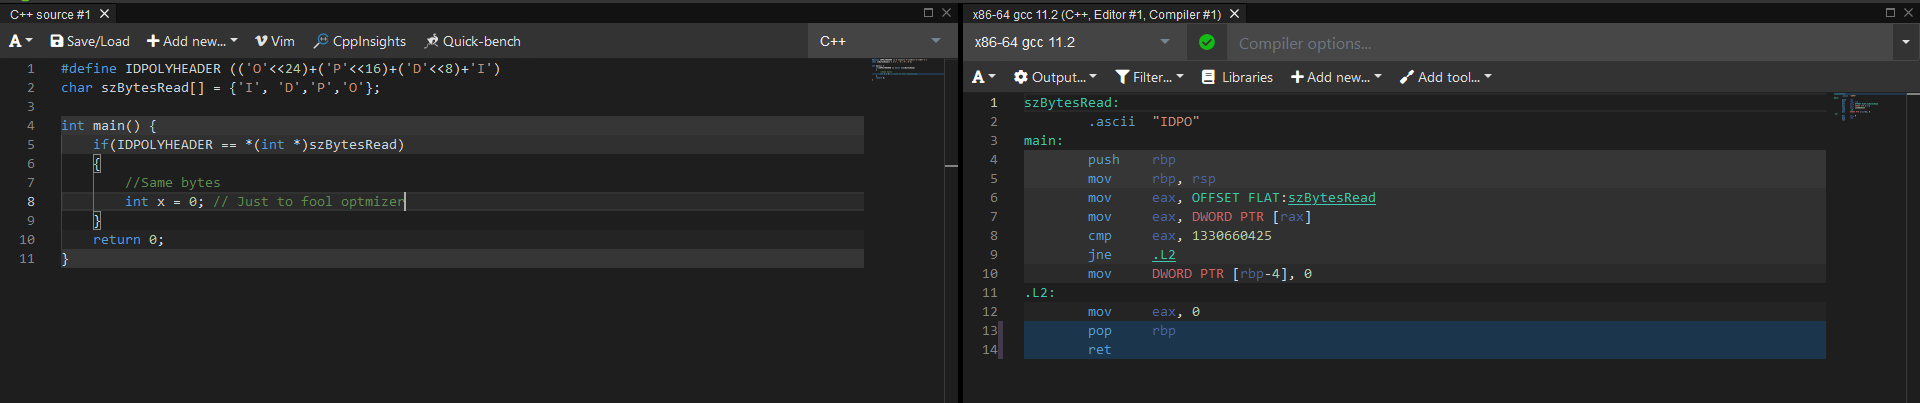 C++ source #1 X
A Save/Load Add new... Vim CppInsights Quick-bench C++
1 #define IDPOLYHEADER (('O'<<24)+('P'<<16)+('D'<<8)+'I')
2 char szBytesRead[] = {'I', 'D','P','O'};
3
4 int main() {
5 if(IDPOLYHEADER == *(int *)szBytesRead)
6 {
7 //Same bytes
8 int x = 0; // Just to fool optmizer
9 }
10 return 0;
11 }
x86-64 gcc 11.2 (C++, Editor #1, Compiler #1) X
x86-64 gcc 11.2 Compiler options...
A Output... Filter... Libraries Add new... Add tool...
1 szBytesRead:
2 .ascii "IDPO"
3 main:
4 push rbp
5 mov rbp, rsp
6 mov eax, OFFSET FLAT:szBytesRead
7 mov eax, DWORD PTR [rax]
8 cmp eax, 1330660425
9 jne .L2
10 mov DWORD PTR [rbp-4], 0
11 .L2:
12 mov eax, 0
13 pop rbp
14 ret